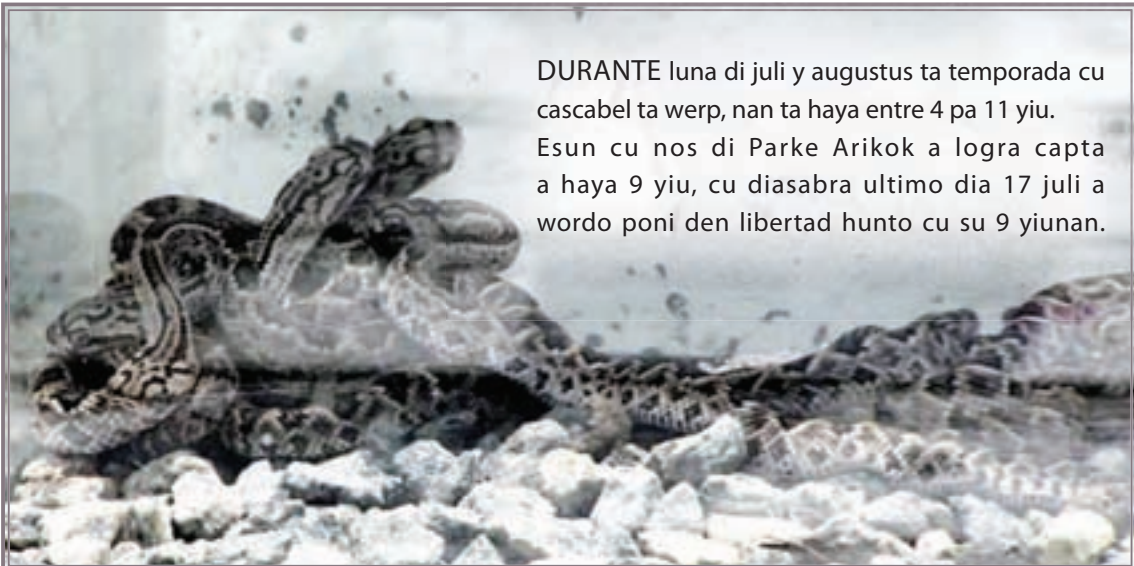 DURANTE luna di juli y augustus ta temporada cu
cascabel ta werp, nan ta haya entre 4 pa 11 yiu.
Esun cu nos di Parke Arikok a logra capta
a haya 9 yiu, cu diasabra ultimo dia 17 juli a
wordo poni den libertad hunto cu su 9 yiunan.